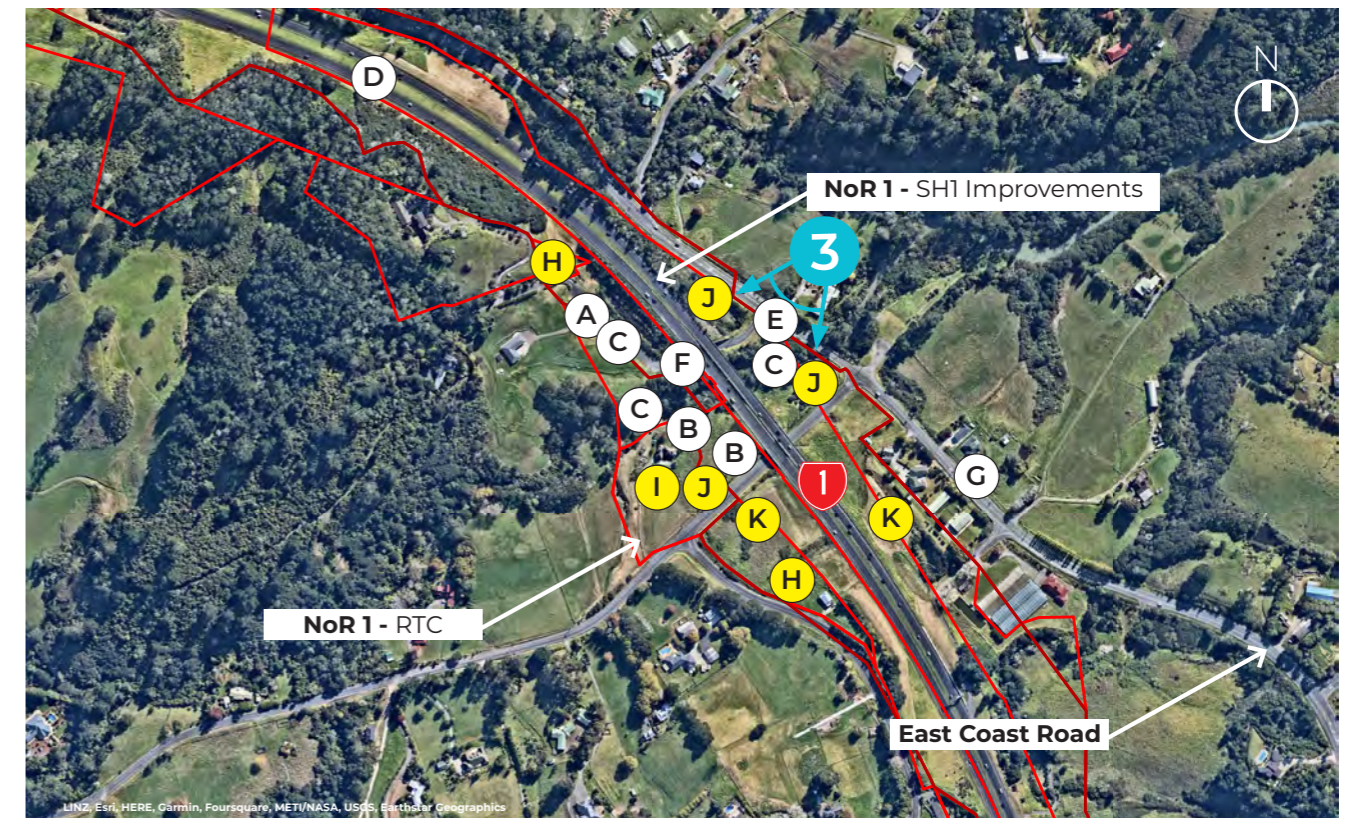 N
D
NoR 1 - SH1 Improvements
3
H
J
A
E
C
F
C
J
C
B
B
G
1
I
J
K
K
H
NoR 1 - RTC
East Coast Road
LINZ, Esri, HERE, Garmin, Foursquare, METI/NASA, USGS, Earthstar Geographics